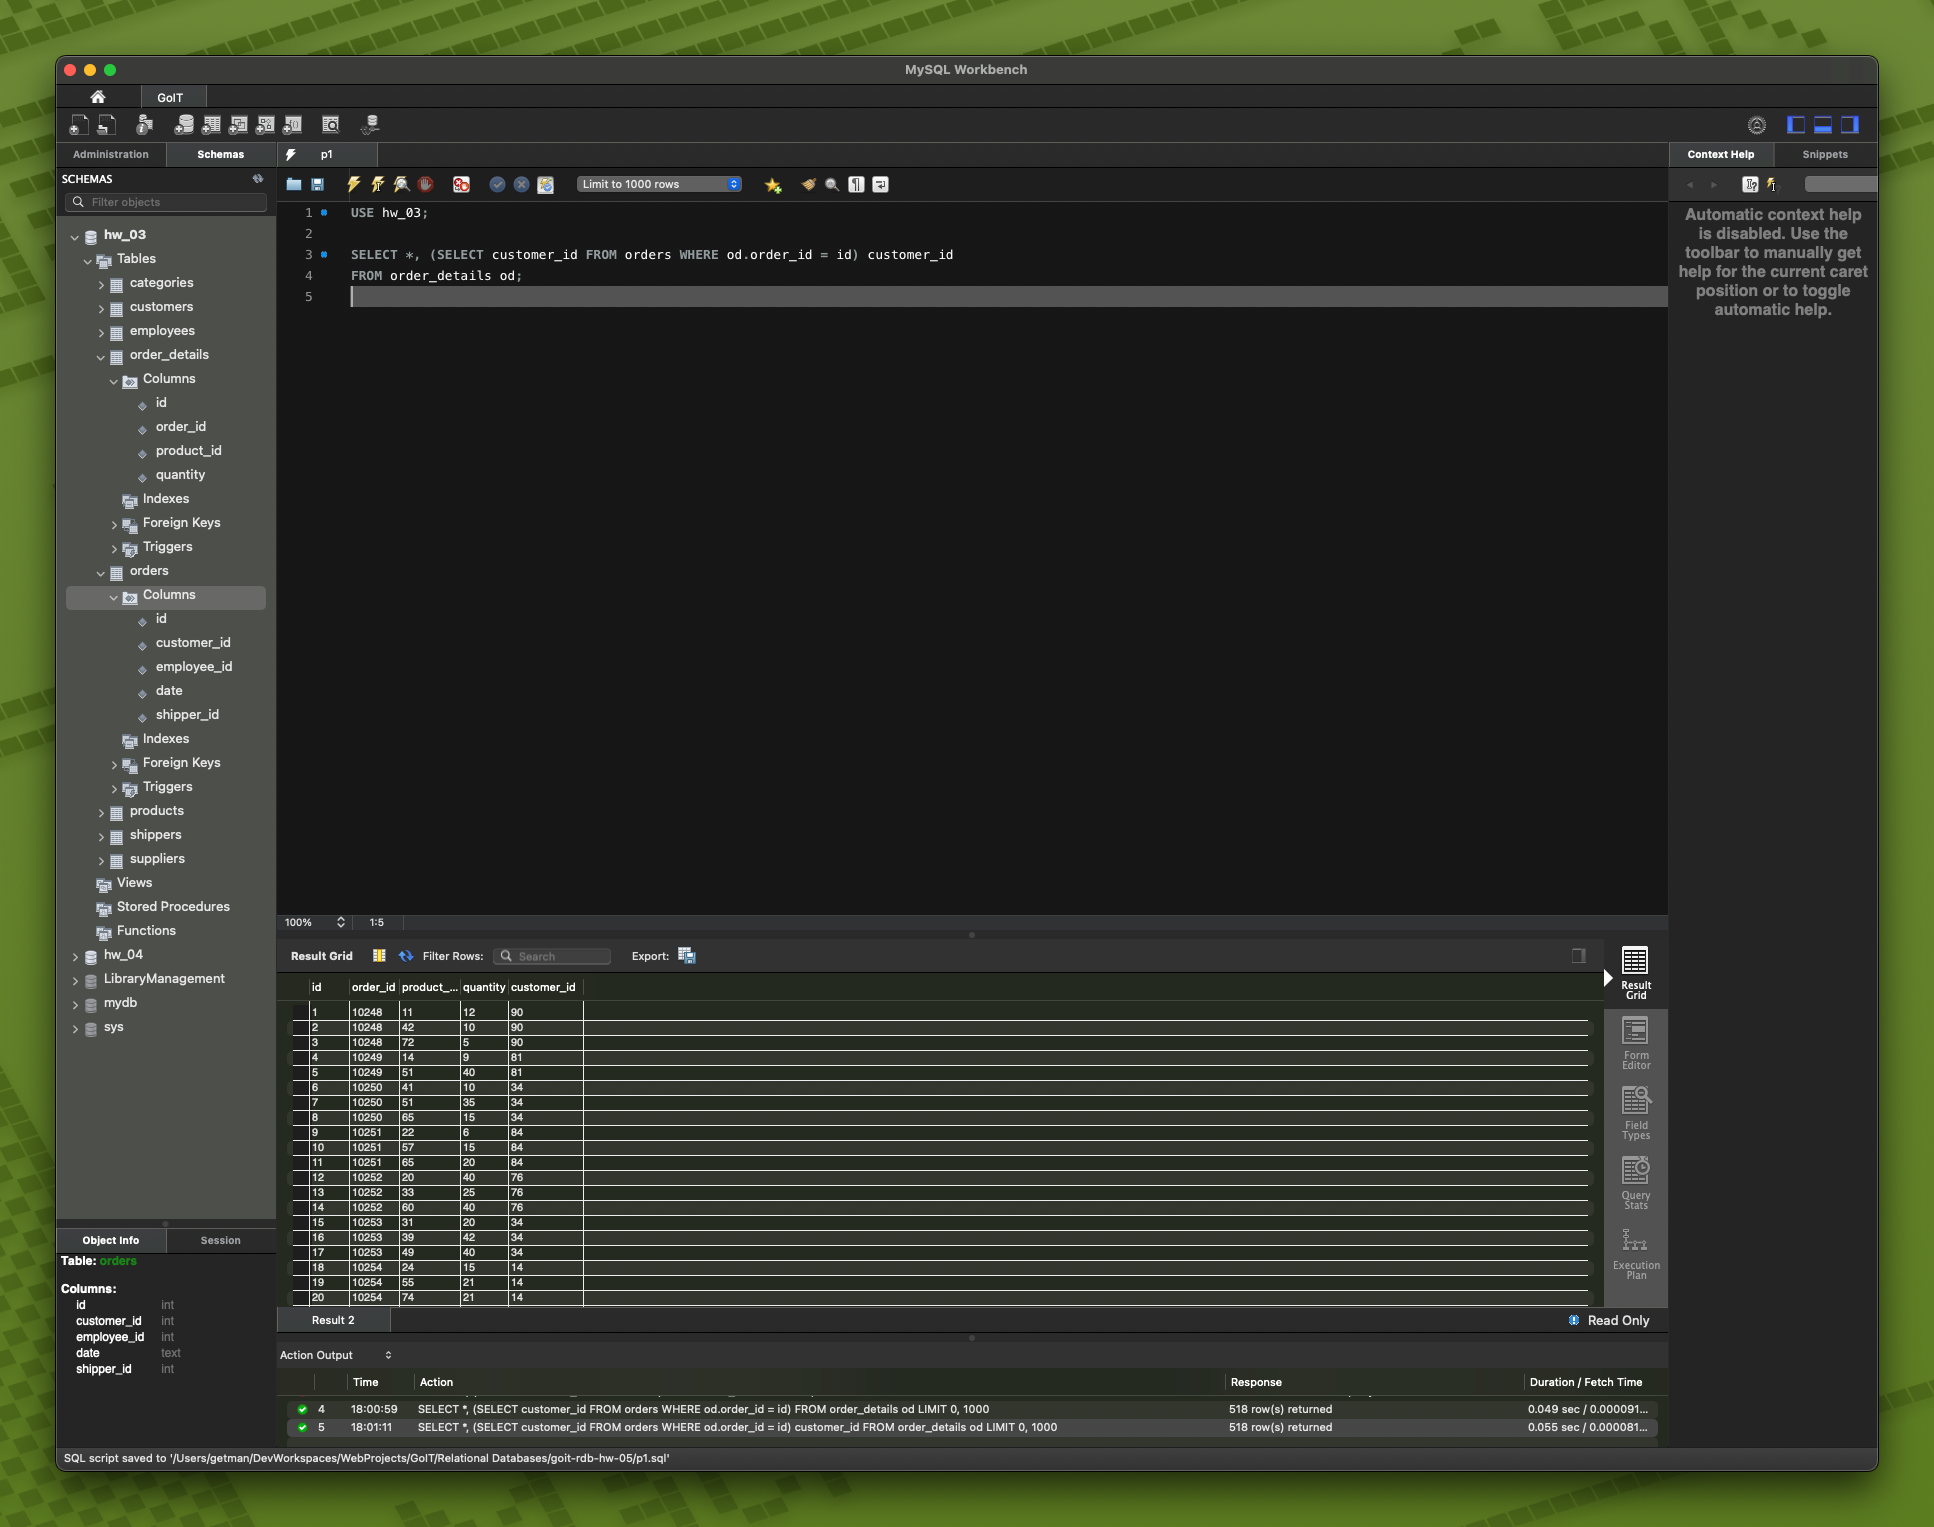 MySQL Workbench
GoIT
Administration
Schemas
p1
Context Help
Snippets
SCHEMAS
Filter objects
Limit to 1000 rows
hw_03
Tables
categories
customers
employees
order_details
Columns
id
order_id
product_id
quantity
Indexes
Foreign Keys
Triggers
orders
Columns
id
customer_id
employee_id
date
shipper_id
Indexes
Foreign Keys
Triggers
products
shippers
suppliers
Views
Stored Procedures
Functions
hw_04
LibraryManagement
mydb
sys
1 USE hw_03;
2
3 SELECT *, (SELECT customer_id FROM orders WHERE od.order_id = id) customer_id
4 FROM order_details od;
5
Automatic context help
is disabled. Use the
toolbar to manually get
help for the current caret
position or to toggle
automatic help.
100% 1:5
Result Grid Filter Rows: Search Export:
id order_id product_... quantity customer_id
1 10248 11 12 90
2 10248 42 10 90
3 10248 72 5 90
4 10249 14 9 81
5 10249 51 40 81
6 10250 41 10 34
7 10250 51 35 34
8 10250 65 15 34
9 10251 22 6 84
10 10251 57 15 84
11 10251 65 20 84
12 10252 20 40 76
13 10252 33 25 76
14 10252 60 40 76
15 10253 31 20 34
16 10253 39 42 34
17 10253 49 40 34
18 10254 24 15 14
19 10254 55 21 14
20 10254 74 21 14
Result
Grid
Form
Editor
Field
Types
Query
Stats
Execution
Plan
Result 2
Read Only
Object Info
Session
Table: orders
Columns:
id int
customer_id int
employee_id int
date text
shipper_id int
Action Output
Time Action Response Duration / Fetch Time
4 18:00:59 SELECT *, (SELECT customer_id FROM orders WHERE od.order_id = id) FROM order_details od LIMIT 0, 1000 518 row(s) returned 0.049 sec / 0.000091...
5 18:01:11 SELECT *, (SELECT customer_id FROM orders WHERE od.order_id = id) customer_id FROM order_details od LIMIT 0, 1000 518 row(s) returned 0.055 sec / 0.000081...
SQL script saved to '/Users/getman/DevWorkspaces/WebProjects/GoIT/Relational Databases/goit-rdb-hw-05/p1.sql'